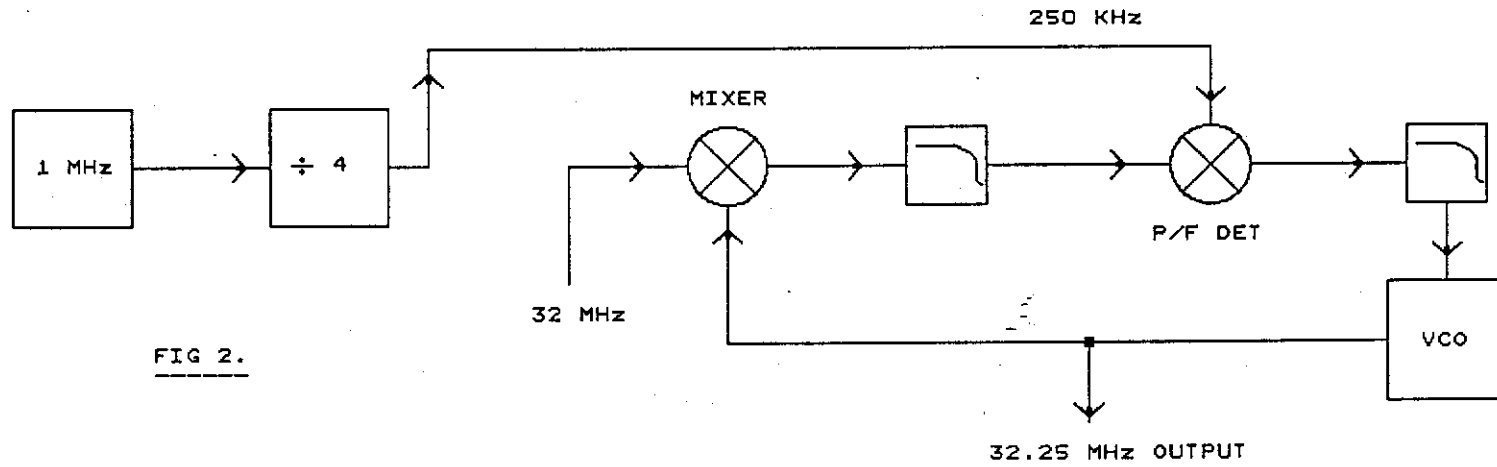 250 KHz
MIXER
1 MHz
÷ 4
P/F DET
32 MHz
VCO
FIG 2.
32.25 MHz OUTPUT